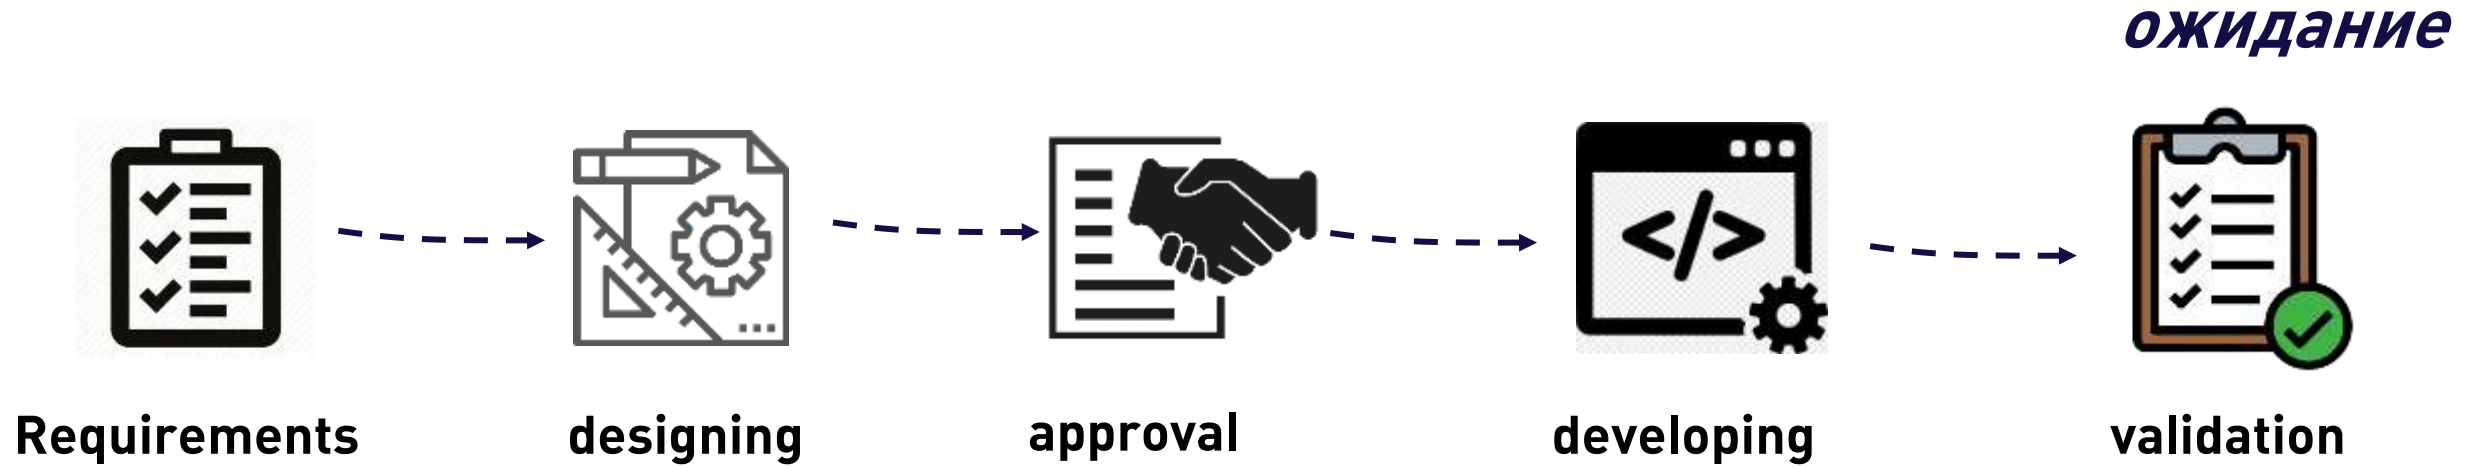 ожидание
Requirements
designing
approval
developing
validation